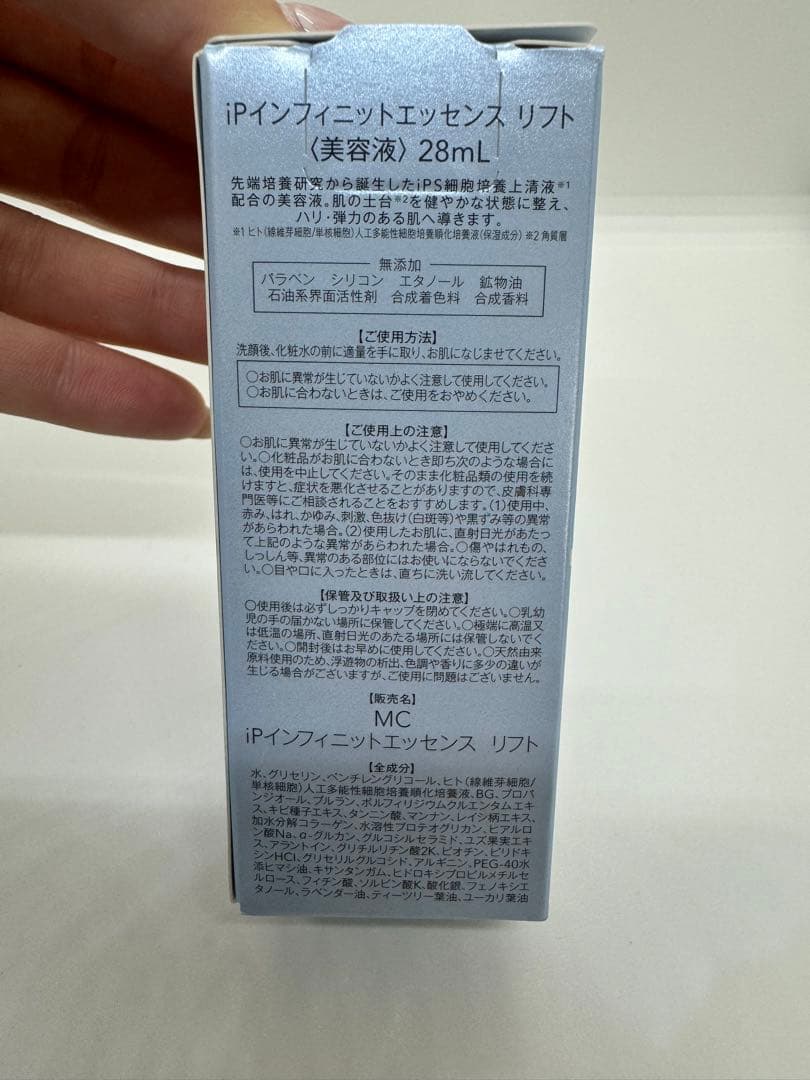 iPインフィニットエッセンス リフト
〈美容液〉 28mL
先端培養研究から誕生したiPS細胞培養上清液※1
配合の美容液。肌の土台※2を健やかな状態に整え、
ハリ・弾力のある肌へ導きます。
※1 ヒト(線維芽細胞/単核細胞)人工多能性細胞培養順化培養液(保湿成分) ※2 角質層
無添加
パラベン シリコン エタノール 鉱物油
石油系界面活性剤 合成着色料 合成香料
【ご使用方法】
洗顔後、化粧水の前に適量を手に取り、お肌になじませてください。
○お肌に異常が生じていないかよく注意して使用してください。
○お肌に合わないときは、ご使用をおやめください。
【ご使用上の注意】
○お肌に異常が生じていないかよく注意して使用してくださ
い。○化粧品がお肌に合わないとき即ち次のような場合に
は、使用を中止してください。そのまま化粧品類の使用を続
けますと、症状を悪化させることがありますので、皮膚科専
門医等にご相談されることをおすすめします。(1)使用中、
赤み、はれ、かゆみ、刺激、色抜け(白斑等)や黒ずみ等の異常
があらわれた場合。(2)使用したお肌に、直射日光があたっ
て上記のような異常があらわれた場合。○傷やはれもの、
しっしん等、異常のある部位にはお使いにならないでくださ
い。○目や口に入ったときは、直ちに洗い流してください。
【保管及び取扱い上の注意】
○使用後は必ずしっかりキャップを閉めてください。○乳幼
児の手の届かない場所に保管してください。○極端に高温又
は低温の場所、直射日光のあたる場所には保管しないでく
ださい。○開封後はお早めに使用してください。○天然由来
原料使用のため、浮遊物の析出、色調や香りに多少の違いが
生じる場合がございますが、ご使用に問題はございません。
【販売名】
MC
iPインフィニットエッセンス リフト
【全成分】
水、グリセリン、ペンチレングリコール、ヒト(線維芽細胞/
単核細胞)人工多能性細胞培養順化培養液、BG、プロパ
ンジオール、プルラン、ポルフィリジウムクルエンタムエキ
ス、キビ種子エキス、タンニン酸、マンナン、レイシ柄エキス、
加水分解コラーゲン、水溶性プロテオグリカン、ヒアルロ
ン酸Na、α-グルカン、グルコシルセラミド、ユズ果実エキ
ス、アラントイン、グリチルリチン酸2K、ビオチン、ピリドキ
シンHCl、グリセリルグルコシド、アルギニン、PEG-40水
添ヒマシ油、キサンタンガム、ヒドロキシプロピルメチルセ
ルロース、フィチン酸、ソルビン酸K、酸化銀、フェノキシエ
タノール、ラベンダー油、ティーツリー葉油、ユーカリ葉油